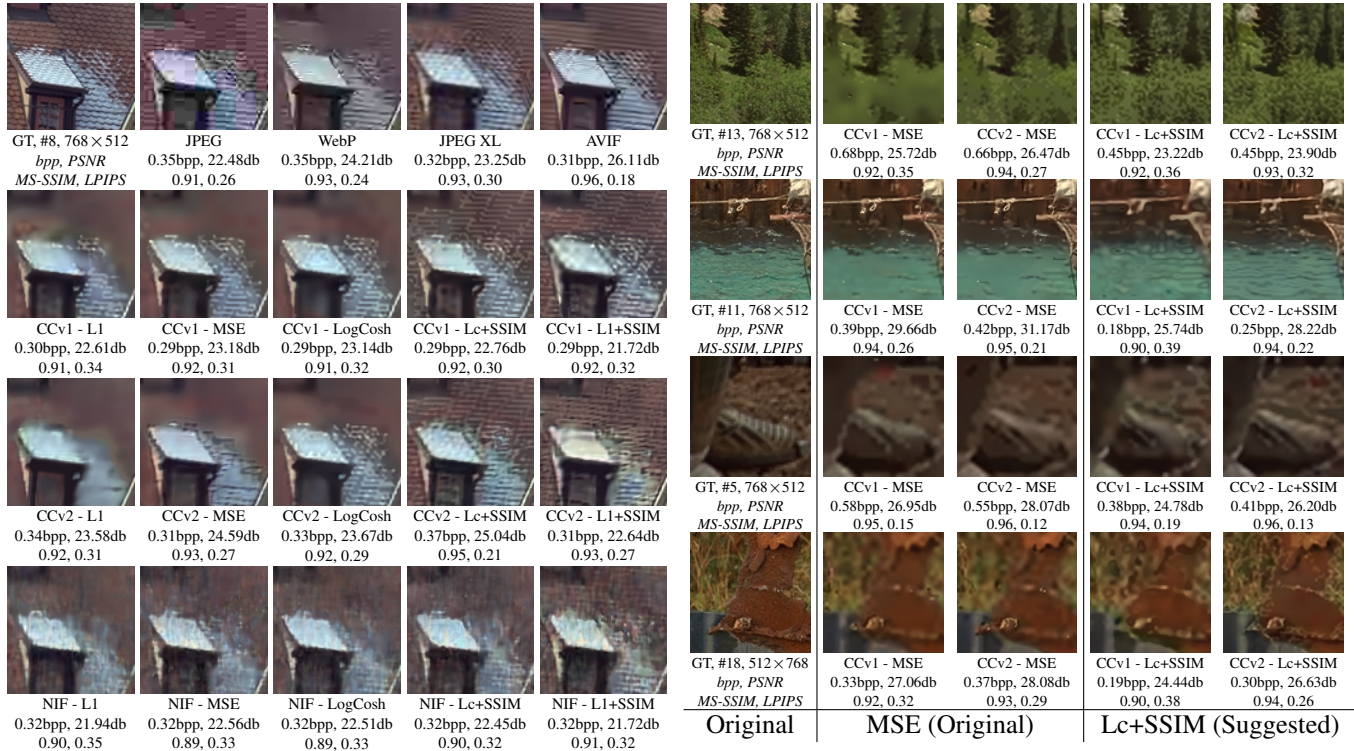 GT, #8, 768×512
bpp, PSNR
MS-SSIM, LPIPS
JPEG
0.35bpp, 22.48db
0.91, 0.26
WebP
0.35bpp, 24.21db
0.93, 0.24
JPEG XL
0.32bpp, 23.25db
0.93, 0.30
AVIF
0.31bpp, 26.11db
0.96, 0.18
CCv1 - L1
0.30bpp, 22.61db
0.91, 0.34
CCv1 - MSE
0.29bpp, 23.18db
0.92, 0.31
CCv1 - LogCosh
0.29bpp, 23.14db
0.91, 0.32
CCv1 - Lc+SSIM
0.29bpp, 22.76db
0.92, 0.30
CCv1 - L1+SSIM
0.29bpp, 21.72db
0.92, 0.32
CCv2 - L1
0.34bpp, 23.58db
0.92, 0.31
CCv2 - MSE
0.31bpp, 24.59db
0.93, 0.27
CCv2 - LogCosh
0.33bpp, 23.67db
0.92, 0.29
CCv2 - Lc+SSIM
0.37bpp, 25.04db
0.95, 0.21
CCv2 - L1+SSIM
0.31bpp, 22.64db
0.93, 0.27
NIF - L1
0.32bpp, 21.94db
0.90, 0.35
NIF - MSE
0.32bpp, 22.56db
0.89, 0.33
NIF - LogCosh
0.32bpp, 22.51db
0.89, 0.33
NIF - Lc+SSIM
0.32bpp, 22.45db
0.90, 0.32
NIF - L1+SSIM
0.32bpp, 21.72db
0.91, 0.32
GT, #13, 768×512
bpp, PSNR
MS-SSIM, LPIPS
CCv1 - MSE
0.68bpp, 25.72db
0.92, 0.35
CCv2 - MSE
0.66bpp, 26.47db
0.94, 0.27
CCv1 - Lc+SSIM
0.45bpp, 23.22db
0.92, 0.36
CCv2 - Lc+SSIM
0.45bpp, 23.90db
0.93, 0.32
GT, #11, 768×512
bpp, PSNR
MS-SSIM, LPIPS
CCv1 - MSE
0.39bpp, 29.66db
0.94, 0.26
CCv2 - MSE
0.42bpp, 31.17db
0.95, 0.21
CCv1 - Lc+SSIM
0.18bpp, 25.74db
0.90, 0.39
CCv2 - Lc+SSIM
0.25bpp, 28.22db
0.94, 0.22
GT, #5, 768×512
bpp, PSNR
MS-SSIM, LPIPS
CCv1 - MSE
0.58bpp, 26.95db
0.95, 0.15
CCv2 - MSE
0.55bpp, 28.07db
0.96, 0.12
CCv1 - Lc+SSIM
0.38bpp, 24.78db
0.94, 0.19
CCv2 - Lc+SSIM
0.41bpp, 26.20db
0.96, 0.13
GT, #18, 512×768
bpp, PSNR
MS-SSIM, LPIPS
CCv1 - MSE
0.33bpp, 27.06db
0.92, 0.32
CCv2 - MSE
0.37bpp, 28.08db
0.93, 0.29
CCv1 - Lc+SSIM
0.19bpp, 24.44db
0.90, 0.38
CCv2 - Lc+SSIM
0.30bpp, 26.63db
0.94, 0.26
Original
MSE (Original)
Lc+SSIM (Suggested)